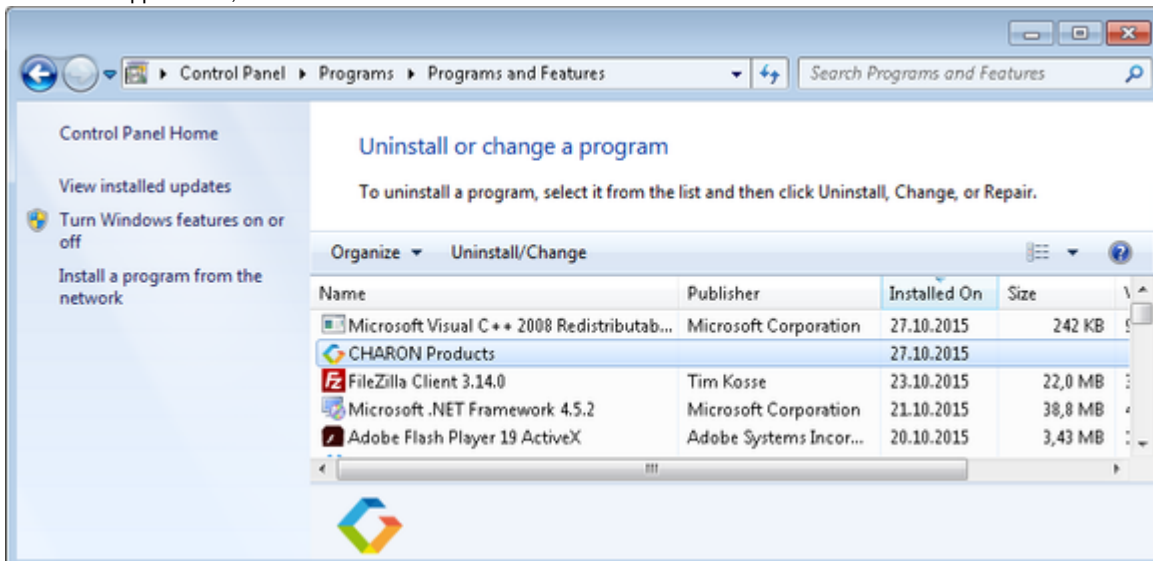 Control Panel ▸ Programs ▸ Programs and Features
Search Programs and Features
Control Panel Home
View installed updates
Turn Windows features on or
off
Install a program from the
network
Uninstall or change a program
To uninstall a program, select it from the list and then click Uninstall, Change, or Repair.
Organize Uninstall/Change
Name Publisher Installed On Size
Microsoft Visual C++ 2008 Redistributab... Microsoft Corporation 27.10.2015 242 KB
CHARON Products 27.10.2015
FileZilla Client 3.14.0 Tim Kosse 23.10.2015 22,0 MB
Microsoft .NET Framework 4.5.2 Microsoft Corporation 21.10.2015 38,8 MB
Adobe Flash Player 19 ActiveX Adobe Systems Incor... 20.10.2015 3,43 MB